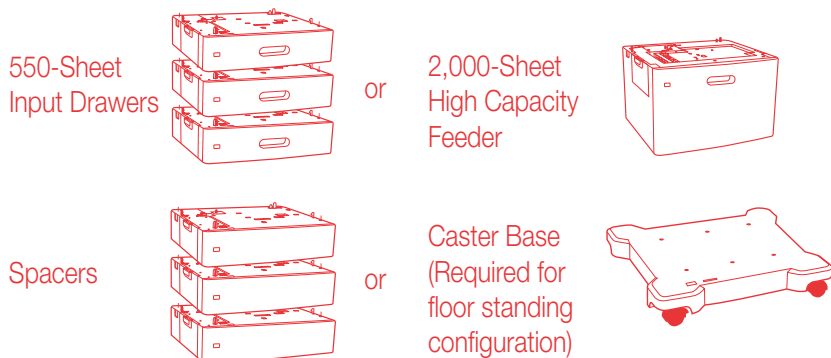 550-Sheet
Input Drawers
or
2,000-Sheet
High Capacity
Feeder
Spacers
or
Caster Base
(Required for
floor standing
configuration)